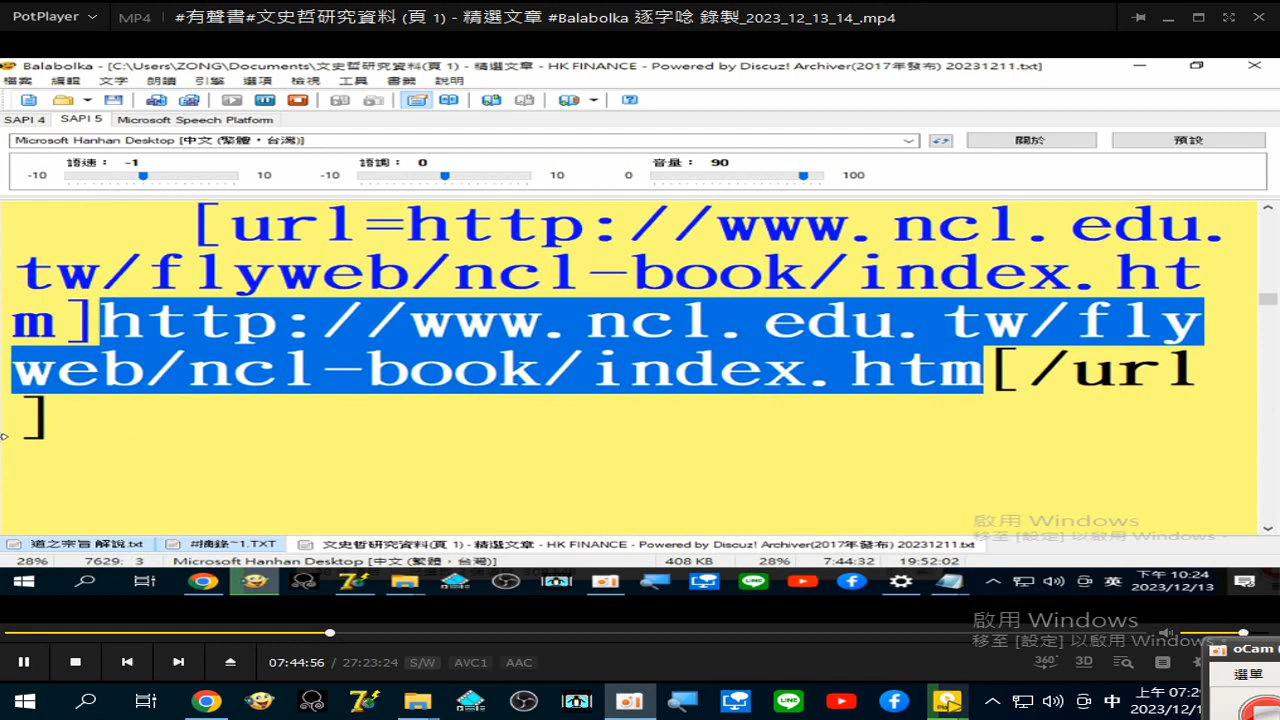 PotPlayer MP4 #有聲書#文史哲研究資料 (頁 1) - 精選文章 #Balabolka 逐字唸 錄製_2023_12_13_14_.mp4
Balabolka - [C:\Users\ZONG\Documents\文史哲研究資料(頁 1) - 精選文章 - HK FINANCE - Powered by Discuz! Archiver(2017年發布) 20231211.txt]
檔案 編輯 文字 朗讀 引擎 選項 檢視 工具 書籤 說明
SAPI 4 SAPI 5 Microsoft Speech Platform
Microsoft Hanhan Desktop [中文 (繁體，台灣)] 關於 預設
語速： -1 語調： 0 音量： 90
-10 10 -10 10 0 100
[url=http://www.ncl.edu.
tw/flyweb/ncl-book/index.ht
m]http://www.ncl.edu.tw/fly
web/ncl-book/index.htm[/url
]
啟用 Windows
移至 [設定] 以啟用 Windows。
道之宗旨 解說.txt #摘錄~1.TXT 文史哲研究資料(頁 1) - 精選文章 - HK FINANCE - Powered by Discuz! Archiver(2017年發布) 20231211.txt
28% 7629: 3 Microsoft Hanhan Desktop [中文 (繁體，台灣)] 408 KB 28% 7:44:32 19:52:02
英 下午 10:24
2023/12/13
啟用 Windows
移至 [設定] 以啟用 Windows。
07:44:56 / 27:23:24 S/W AVC1 AAC 360° 3D
oCam (
選單
中 上午 07:2
2023/12/1